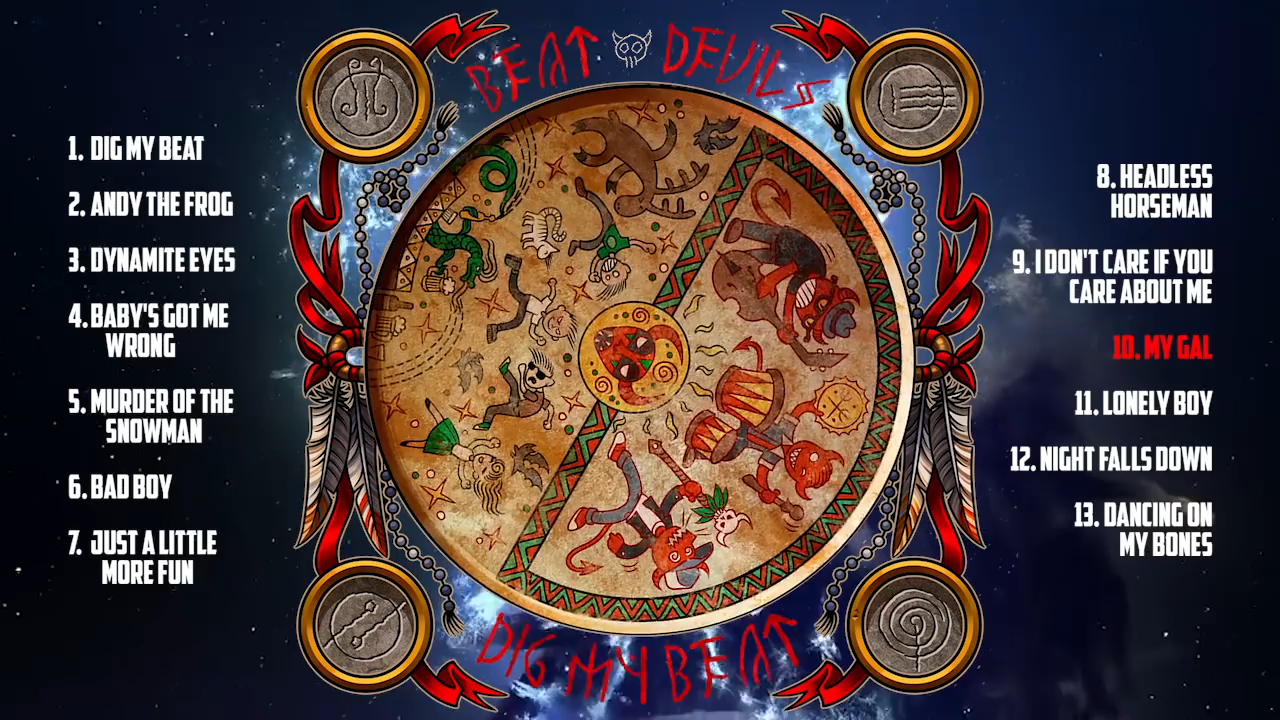 BEAT DEVILS
1. DIG MY BEAT
2. ANDY THE FROG
3. DYNAMITE EYES
4. BABY'S GOT ME
WRONG
5. MURDER OF THE
SNOWMAN
6. BAD BOY
7. JUST A LITTLE
MORE FUN
8. HEADLESS
HORSEMAN
9. I DON'T CARE IF YOU
CARE ABOUT ME
10. MY GAL
11. LONELY BOY
12. NIGHT FALLS DOWN
13. DANCING ON
MY BONES
DIG MY BEAT